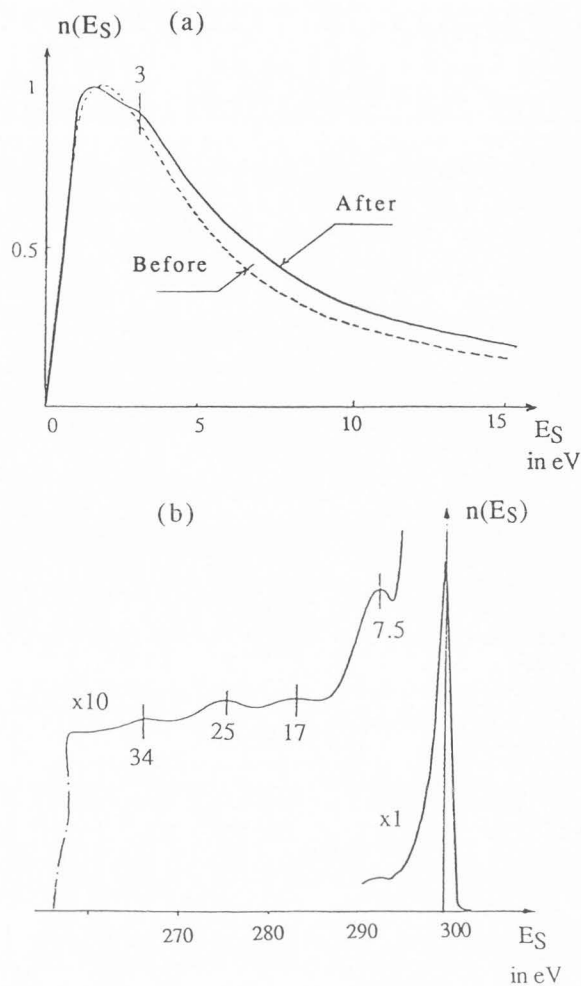 n(ES) (a)
3
1
After
0.5
Before
0 5 10 15 ES
in eV
(b) n(ES)
7.5
x10
34 25 17
x1
270 280 290 300 ES
in eV